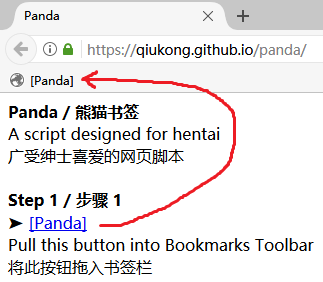 Panda
https://qiukong.github.io/panda/
[Panda]
Panda / 熊猫书签
A script designed for hentai
广受绅士喜爱的网页脚本
Step 1 / 步骤 1
➤ [Panda]
Pull this button into Bookmarks Toolbar
将此按钮拖入书签栏